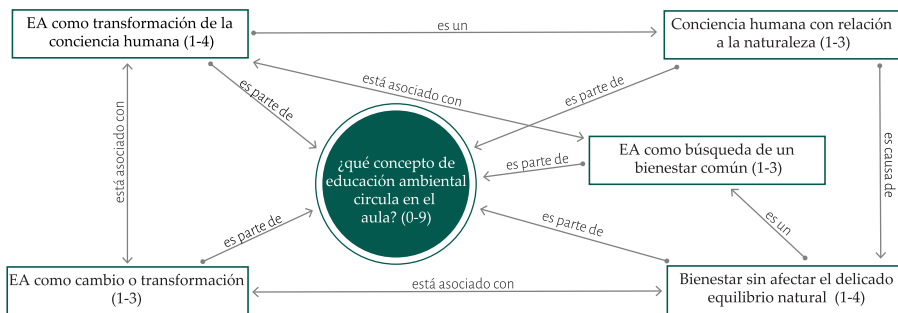 EA como transformación de la
conciencia humana (1-4)
es un
Conciencia humana con relación
a la naturaleza (1-3)
está asociado con
es parte de
está asociado con
es parte de
es causa de
¿qué concepto de
educación ambiental
circula en el
aula? (0-9)
es parte de
EA como búsqueda de un
bienestar común (1-3)
es parte de
es parte de
es un
EA como cambio o transformación
(1-3)
está asociado con
Bienestar sin afectar el delicado
equilibrio natural (1-4)